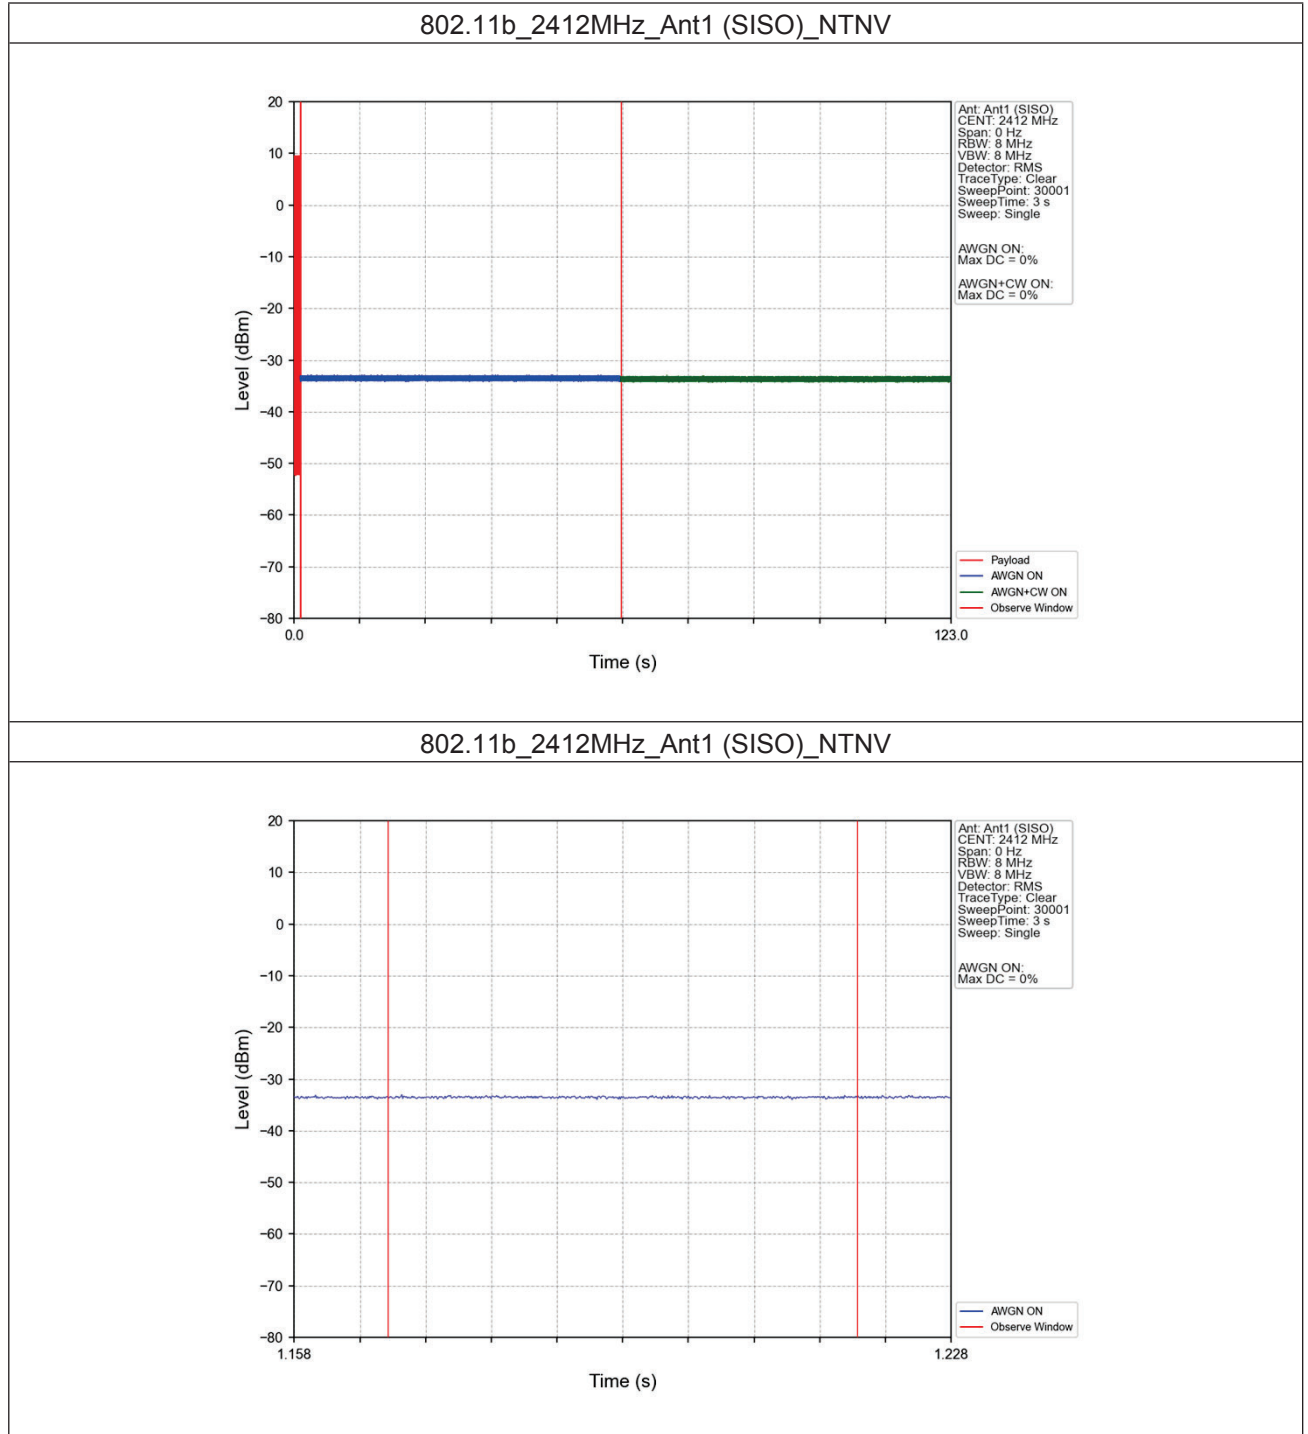 802.11b_2412MHz_Ant1 (SISO)_NTNV
20
10
0
−10
−20
−30
−40
−50
−60
−70
−80
Level (dBm)
0.0
123.0
Time (s)
Ant: Ant1 (SISO)
CENT: 2412 MHz
Span: 0 Hz
RBW: 8 MHz
VBW: 8 MHz
Detector: RMS
TraceType: Clear
SweepPoint: 30001
SweepTime: 3 s
Sweep: Single
AWGN ON:
Max DC = 0%
AWGN+CW ON:
Max DC = 0%
Payload
AWGN ON
AWGN+CW ON
Observe Window
802.11b_2412MHz_Ant1 (SISO)_NTNV
20
10
0
−10
−20
−30
−40
−50
−60
−70
−80
Level (dBm)
1.158
1.228
Time (s)
Ant: Ant1 (SISO)
CENT: 2412 MHz
Span: 0 Hz
RBW: 8 MHz
VBW: 8 MHz
Detector: RMS
TraceType: Clear
SweepPoint: 30001
SweepTime: 3 s
Sweep: Single
AWGN ON:
Max DC = 0%
AWGN ON
Observe Window